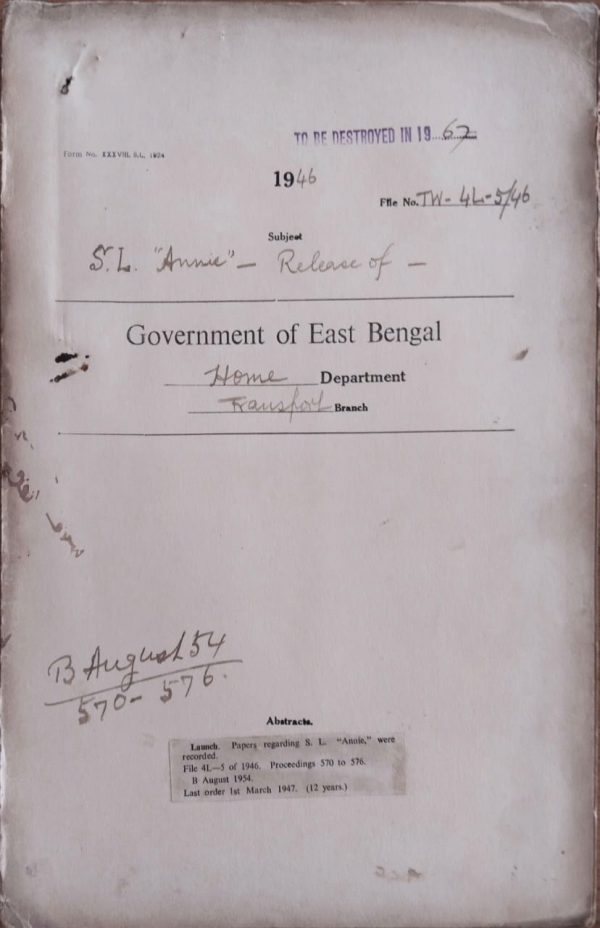 TO BE DESTROYED IN 19...67
Form No. XXXVIII, S.L., 1924
1946
File No. TW-4L-5/46
Subject
S.L. "Annie" — Release of —
Government of East Bengal
Home Department
Transport Branch
B August 54
570 - 576.
Abstracts.
Launch. Papers regarding S. L. "Annie," were
recorded.
File 4L—5 of 1946. Proceedings 570 to 576.
B August 1954.
Last order 1st March 1947. (12 years.)